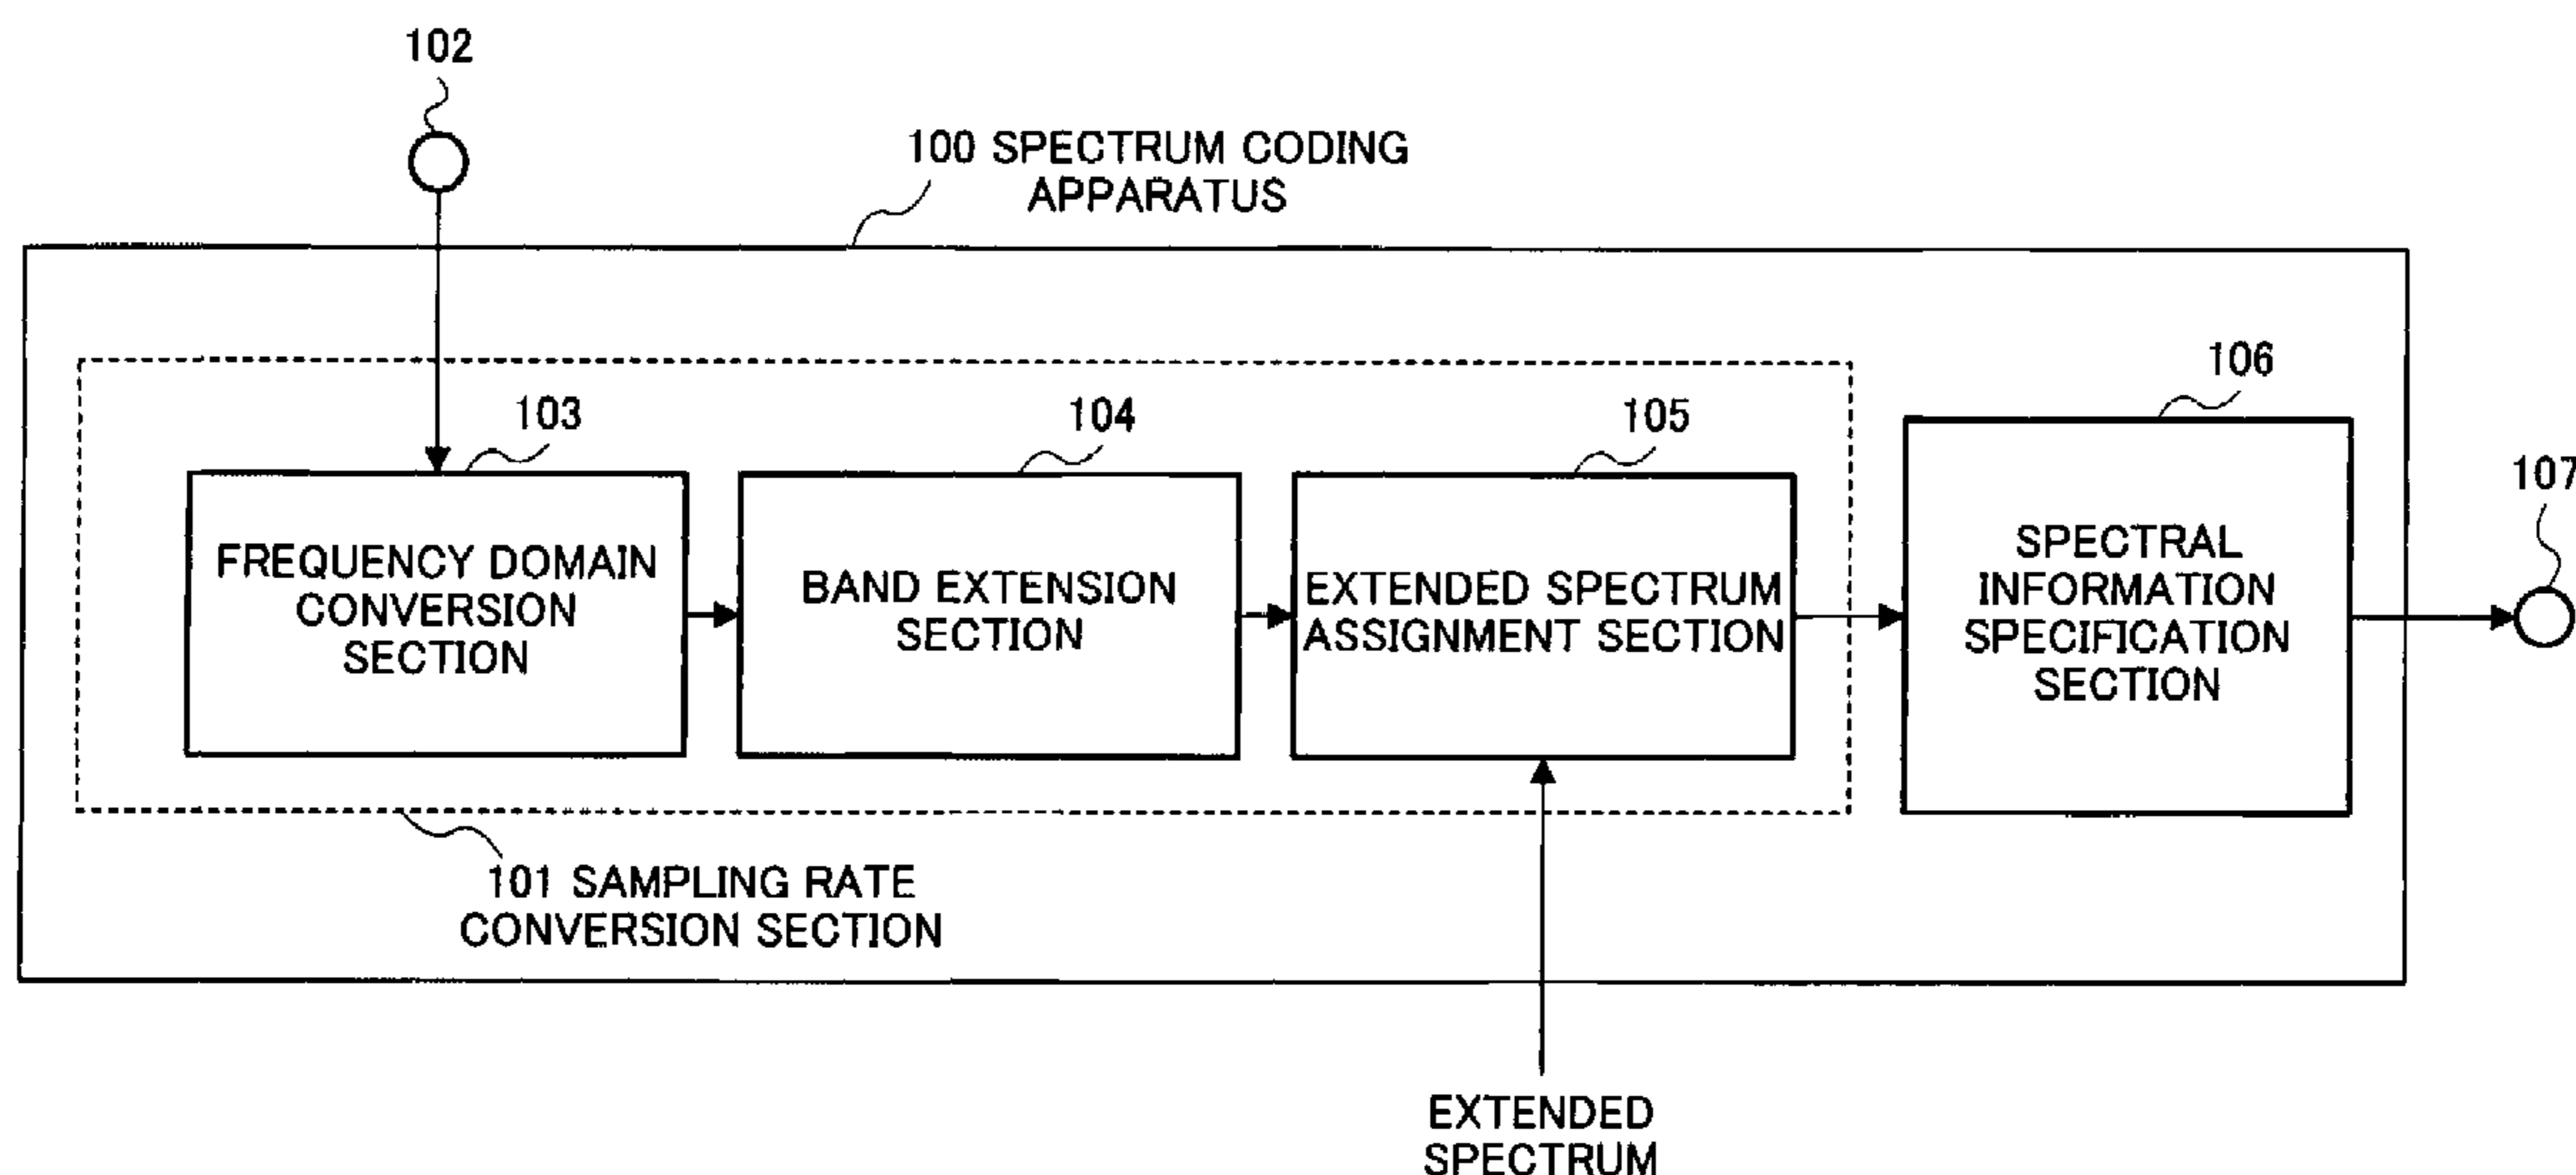 102
100 SPECTRUM CODING
APPARATUS
106
103
104
105
107
FREQUENCY DOMAIN
CONVERSION
SECTION
BAND EXTENSION
SECTION
EXTENDED SPECTRUM
ASSIGNMENT SECTION
SPECTRAL
INFORMATION
SPECIFICATION
SECTION
101 SAMPLING RATE
CONVERSION SECTION
EXTENDED
SPECTRUM